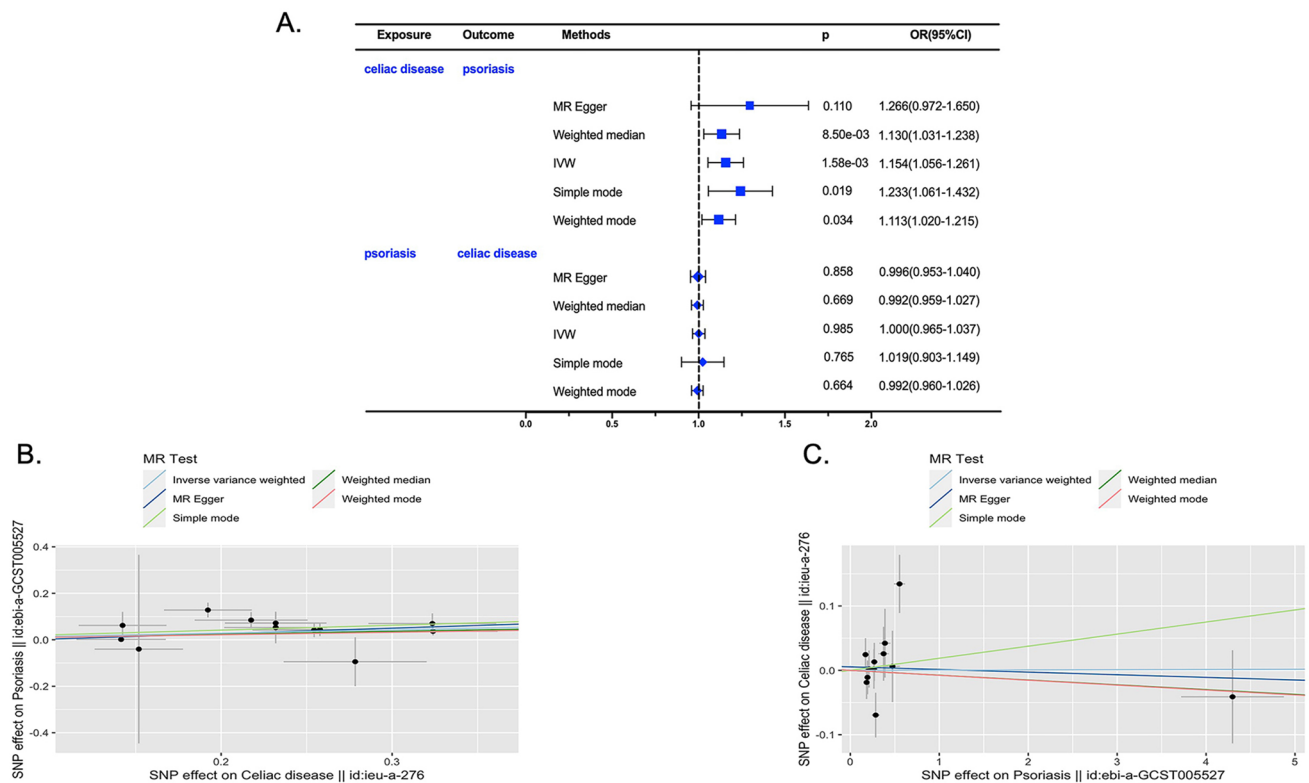 A.
Exposure Outcome Methods p OR(95%CI)
celiac disease psoriasis
MR Egger 0.110 1.266(0.972-1.650)
Weighted median 8.50e-03 1.130(1.031-1.238)
IVW 1.58e-03 1.154(1.056-1.261)
Simple mode 0.019 1.233(1.061-1.432)
Weighted mode 0.034 1.113(1.020-1.215)
psoriasis celiac disease
MR Egger 0.858 0.996(0.953-1.040)
Weighted median 0.669 0.992(0.959-1.027)
IVW 0.985 1.000(0.965-1.037)
Simple mode 0.765 1.019(0.903-1.149)
Weighted mode 0.664 0.992(0.960-1.026)
0.0 0.5 1.0 1.5 2.0
B.
MR Test
Inverse variance weighted Weighted median
MR Egger Weighted mode
Simple mode
SNP effect on Psoriasis || id:ebi-a-GCST005527
0.4
0.2
0.0
-0.2
-0.4
0.2 0.3
SNP effect on Celiac disease || id:ieu-a-276
C.
MR Test
Inverse variance weighted Weighted median
MR Egger Weighted mode
Simple mode
SNP effect on Celiac disease || id:ieu-a-276
0.1
0.0
-0.1
0 1 2 3 4 5
SNP effect on Psoriasis || id:ebi-a-GCST005527